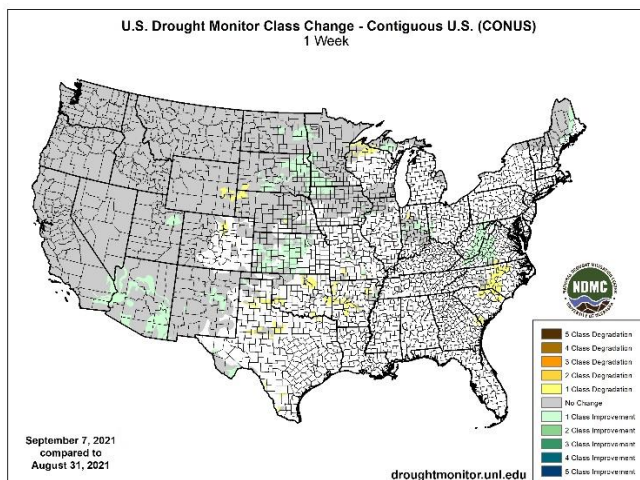 U.S. Drought Monitor Class Change - Contiguous U.S. (CONUS)
1 Week
NDMC
5 Class Degradation
4 Class Degradation
3 Class Degradation
2 Class Degradation
1 Class Degradation
No Change
1 Class Improvement
2 Class Improvement
3 Class Improvement
4 Class Improvement
5 Class Improvement
September 7, 2021
compared to
August 31, 2021
droughtmonitor.unl.edu